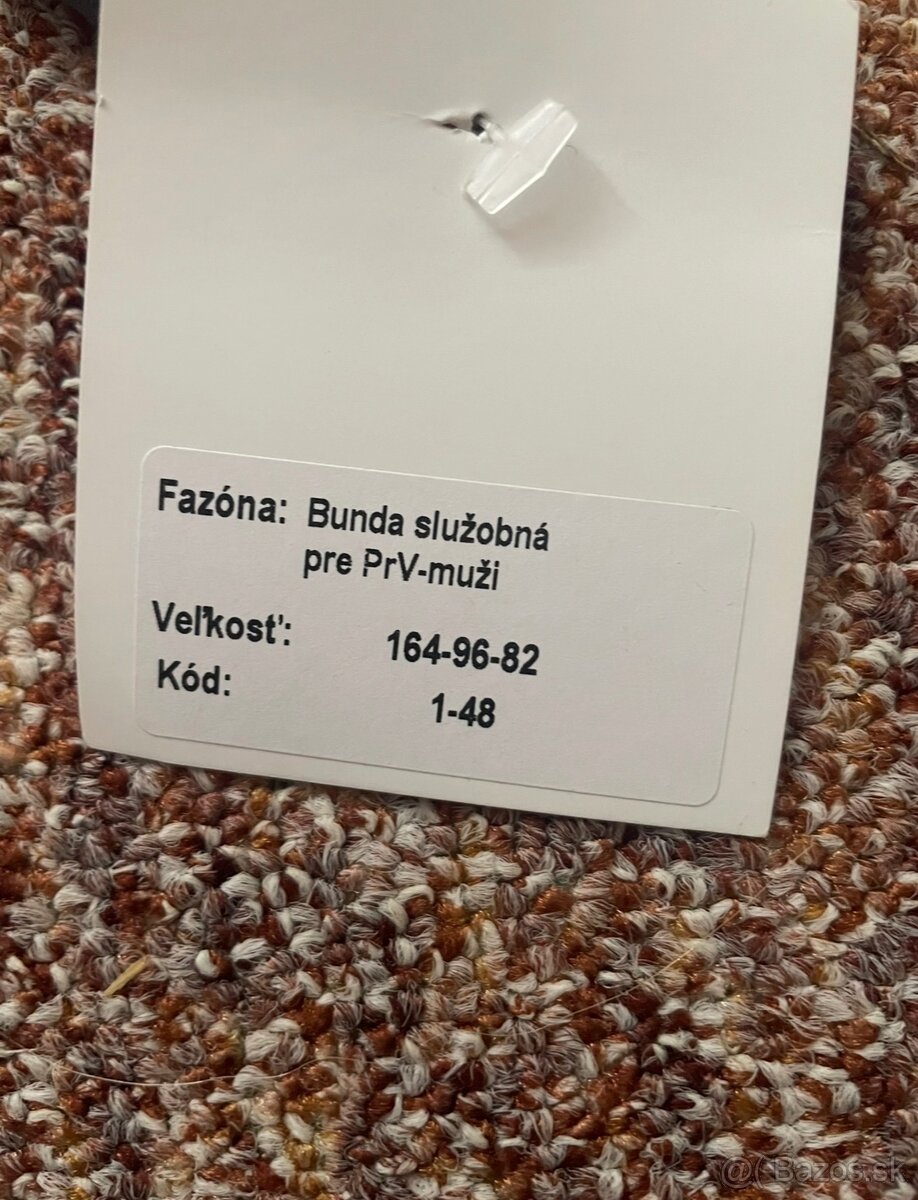 Fazóna: Bunda služobná
pre PrV-muži
Veľkosť: 164-96-82
Kód: 1-48
@ Bazos.sk